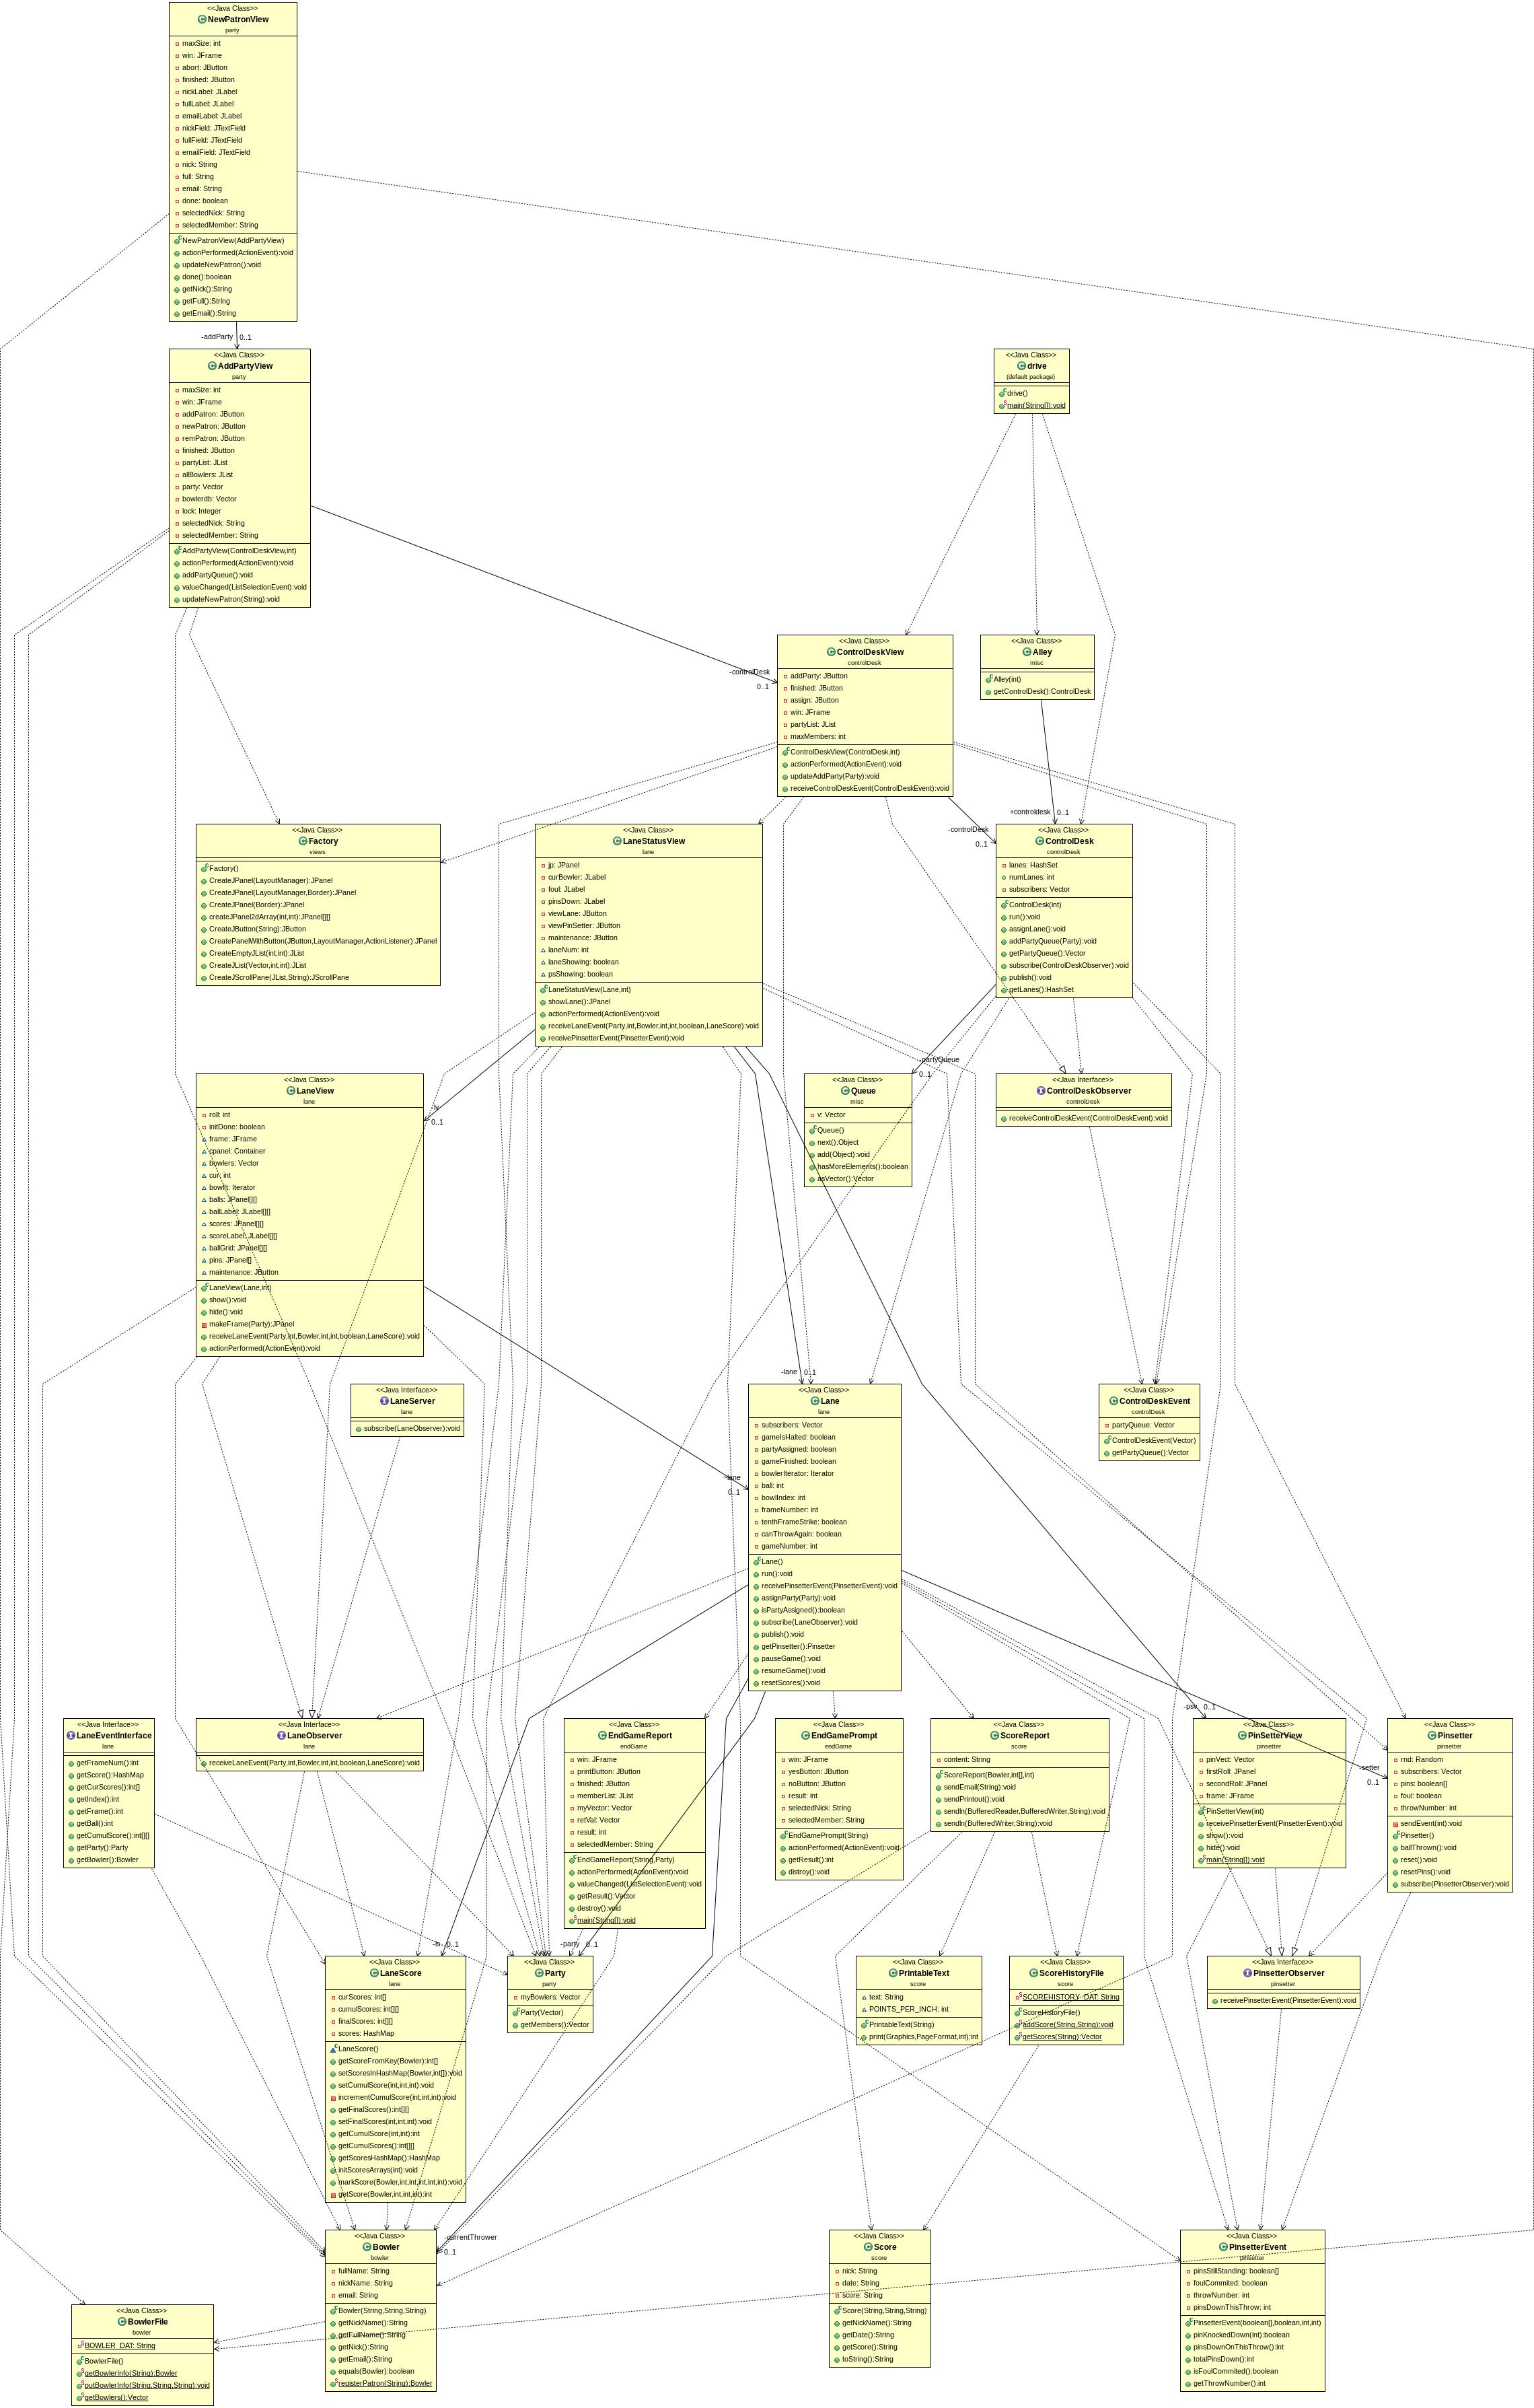 <<Java Class>>
NewPatronView
party
maxSize: int
win: JFrame
abort: JButton
finished: JButton
nickLabel: JLabel
fullLabel: JLabel
emailLabel: JLabel
nickField: JTextField
fullField: JTextField
emailField: JTextField
nick: String
full: String
email: String
done: boolean
selectedNick: String
selectedMember: String
NewPatronView(AddPartyView)
actionPerformed(ActionEvent):void
updateNewPatron():void
done():boolean
getNick():String
getFull():String
getEmail():String
-addParty 0..1
<<Java Class>>
AddPartyView
party
maxSize: int
win: JFrame
addPatron: JButton
newPatron: JButton
remPatron: JButton
finished: JButton
partyList: JList
allBowlers: JList
party: Vector
bowlerdb: Vector
lock: Integer
selectedNick: String
selectedMember: String
AddPartyView(ControlDeskView,int)
actionPerformed(ActionEvent):void
addPartyQueue():void
valueChanged(ListSelectionEvent):void
updateNewPatron(String):void
<<Java Class>>
drive
(default package)
drive()
main(String[]):void
-controlDesk
0..1
<<Java Class>>
ControlDeskView
controlDesk
addParty: JButton
finished: JButton
assign: JButton
win: JFrame
partyList: JList
maxMembers: int
ControlDeskView(ControlDesk,int)
actionPerformed(ActionEvent):void
updateAddParty(Party):void
receiveControlDeskEvent(ControlDeskEvent):void
<<Java Class>>
Alley
misc
Alley(int)
getControlDesk():ControlDesk
+controldesk 0..1
-controlDesk
0..1
<<Java Class>>
Factory
views
Factory()
CreateJPanel(LayoutManager):JPanel
CreateJPanel(LayoutManager,Border):JPanel
CreateJPanel(Border):JPanel
createJPanel2dArray(int,int):JPanel[][]
CreateJButton(String):JButton
CreatePanelWithButton(JButton,LayoutManager,ActionListener):JPanel
CreateEmptyJList(int,int):JList
CreateJList(Vector,int,int):JList
CreateJScrollPane(JList,String):JScrollPane
<<Java Class>>
LaneStatusView
lane
jp: JPanel
curBowler: JLabel
foul: JLabel
pinsDown: JLabel
viewLane: JButton
viewPinSetter: JButton
maintenance: JButton
laneNum: int
laneShowing: boolean
psShowing: boolean
LaneStatusView(Lane,int)
showLane():JPanel
actionPerformed(ActionEvent):void
receiveLaneEvent(Party,int,Bowler,int,int,boolean,LaneScore):void
receivePinsetterEvent(PinsetterEvent):void
<<Java Class>>
ControlDesk
controlDesk
lanes: HashSet
numLanes: int
subscribers: Vector
ControlDesk(int)
run():void
assignLane():void
addPartyQueue(Party):void
getPartyQueue():Vector
subscribe(ControlDeskObserver):void
publish():void
getLanes():HashSet
-partyQueue
0..1
<<Java Class>>
LaneView
lane
roll: int
initDone: boolean
frame: JFrame
cpanel: Container
bowlers: Vector
cur: int
bowlIt: Iterator
balls: JPanel[][]
ballLabel: JLabel[][]
scores: JPanel[][]
scoreLabel: JLabel[][]
ballGrid: JPanel[][]
pins: JPanel[]
maintenance: JButton
LaneView(Lane,int)
show():void
hide():void
makeFrame(Party):JPanel
receiveLaneEvent(Party,int,Bowler,int,int,boolean,LaneScore):void
actionPerformed(ActionEvent):void
-lv
0..1
<<Java Class>>
Queue
misc
v: Vector
Queue()
next():Object
add(Object):void
hasMoreElements():boolean
asVector():Vector
<<Java Interface>>
ControlDeskObserver
controlDesk
receiveControlDeskEvent(ControlDeskEvent):void
<<Java Interface>>
LaneServer
lane
subscribe(LaneObserver):void
-lane 0..1
-lane
0..1
<<Java Class>>
Lane
lane
subscribers: Vector
gameIsHalted: boolean
partyAssigned: boolean
gameFinished: boolean
bowlerIterator: Iterator
ball: int
bowlIndex: int
frameNumber: int
tenthFrameStrike: boolean
canThrowAgain: boolean
gameNumber: int
Lane()
run():void
receivePinsetterEvent(PinsetterEvent):void
assignParty(Party):void
isPartyAssigned():boolean
subscribe(LaneObserver):void
publish():void
getPinsetter():Pinsetter
pauseGame():void
resumeGame():void
resetScores():void
<<Java Class>>
ControlDeskEvent
controlDesk
partyQueue: Vector
ControlDeskEvent(Vector)
getPartyQueue():Vector
<<Java Interface>>
LaneEventInterface
lane
getFrameNum():int
getScore():HashMap
getCurScores():int[]
getIndex():int
getFrame():int
getBall():int
getCumulScore():int[][]
getParty():Party
getBowler():Bowler
<<Java Interface>>
LaneObserver
lane
receiveLaneEvent(Party,int,Bowler,int,int,boolean,LaneScore):void
<<Java Class>>
EndGameReport
endGame
win: JFrame
printButton: JButton
finished: JButton
memberList: JList
myVector: Vector
retVal: Vector
result: int
selectedMember: String
EndGameReport(String,Party)
actionPerformed(ActionEvent):void
valueChanged(ListSelectionEvent):void
getResult():Vector
destroy():void
main(String[]):void
<<Java Class>>
EndGamePrompt
endGame
win: JFrame
yesButton: JButton
noButton: JButton
result: int
selectedNick: String
selectedMember: String
EndGamePrompt(String)
actionPerformed(ActionEvent):void
getResult():int
distroy():void
<<Java Class>>
ScoreReport
score
content: String
ScoreReport(Bowler,int[],int)
sendEmail(String):void
sendPrintout():void
sendln(BufferedReader,BufferedWriter,String):void
sendln(BufferedWriter,String):void
-psv 0..1
<<Java Class>>
PinSetterView
pinsetter
pinVect: Vector
firstRoll: JPanel
secondRoll: JPanel
frame: JFrame
PinSetterView(int)
receivePinsetterEvent(PinsetterEvent):void
show():void
hide():void
main(String[]):void
-setter
0..1
<<Java Class>>
Pinsetter
pinsetter
rnd: Random
subscribers: Vector
pins: boolean[]
foul: boolean
throwNumber: int
sendEvent(int):void
Pinsetter()
ballThrown():void
reset():void
resetPins():void
subscribe(PinsetterObserver):void
-ls 0..1
<<Java Class>>
LaneScore
lane
curScores: int[]
cumulScores: int[][]
finalScores: int[][]
scores: HashMap
LaneScore()
getScoreFromKey(Bowler):int[]
setScoresInHashMap(Bowler,int[]):void
setCumulScore(int,int,int):void
incrementCumulScore(int,int,int):void
getFinalScores():int[][]
setFinalScores(int,int,int):void
getCumulScore(int,int):int
getCumulScores():int[][]
getScoresHashMap():HashMap
initScoresArrays(int):void
markScore(Bowler,int,int,int,int,int):void
getScore(Bowler,int,int,int):int
-party 0..1
<<Java Class>>
Party
party
myBowlers: Vector
Party(Vector)
getMembers():Vector
<<Java Class>>
PrintableText
score
text: String
POINTS_PER_INCH: int
PrintableText(String)
print(Graphics,PageFormat,int):int
<<Java Class>>
ScoreHistoryFile
score
SCOREHISTORY_DAT: String
ScoreHistoryFile()
addScore(String,String):void
getScores(String):Vector
<<Java Interface>>
PinsetterObserver
pinsetter
receivePinsetterEvent(PinsetterEvent):void
-currentThrower
0..1
<<Java Class>>
Bowler
bowler
fullName: String
nickName: String
email: String
Bowler(String,String,String)
getNickName():String
getFullName():String
getNick():String
getEmail():String
equals(Bowler):boolean
registerPatron(String):Bowler
<<Java Class>>
Score
score
nick: String
date: String
score: String
Score(String,String,String)
getNickName():String
getDate():String
getScore():String
toString():String
<<Java Class>>
PinsetterEvent
pinsetter
pinsStillStanding: boolean[]
foulCommited: boolean
throwNumber: int
pinsDownThisThrow: int
PinsetterEvent(boolean[],boolean,int,int)
pinKnockedDown(int):boolean
pinsDownOnThisThrow():int
totalPinsDown():int
isFoulCommited():boolean
getThrowNumber():int
<<Java Class>>
BowlerFile
bowler
BOWLER_DAT: String
BowlerFile()
getBowlerInfo(String):Bowler
putBowlerInfo(String,String,String):void
getBowlers():Vector